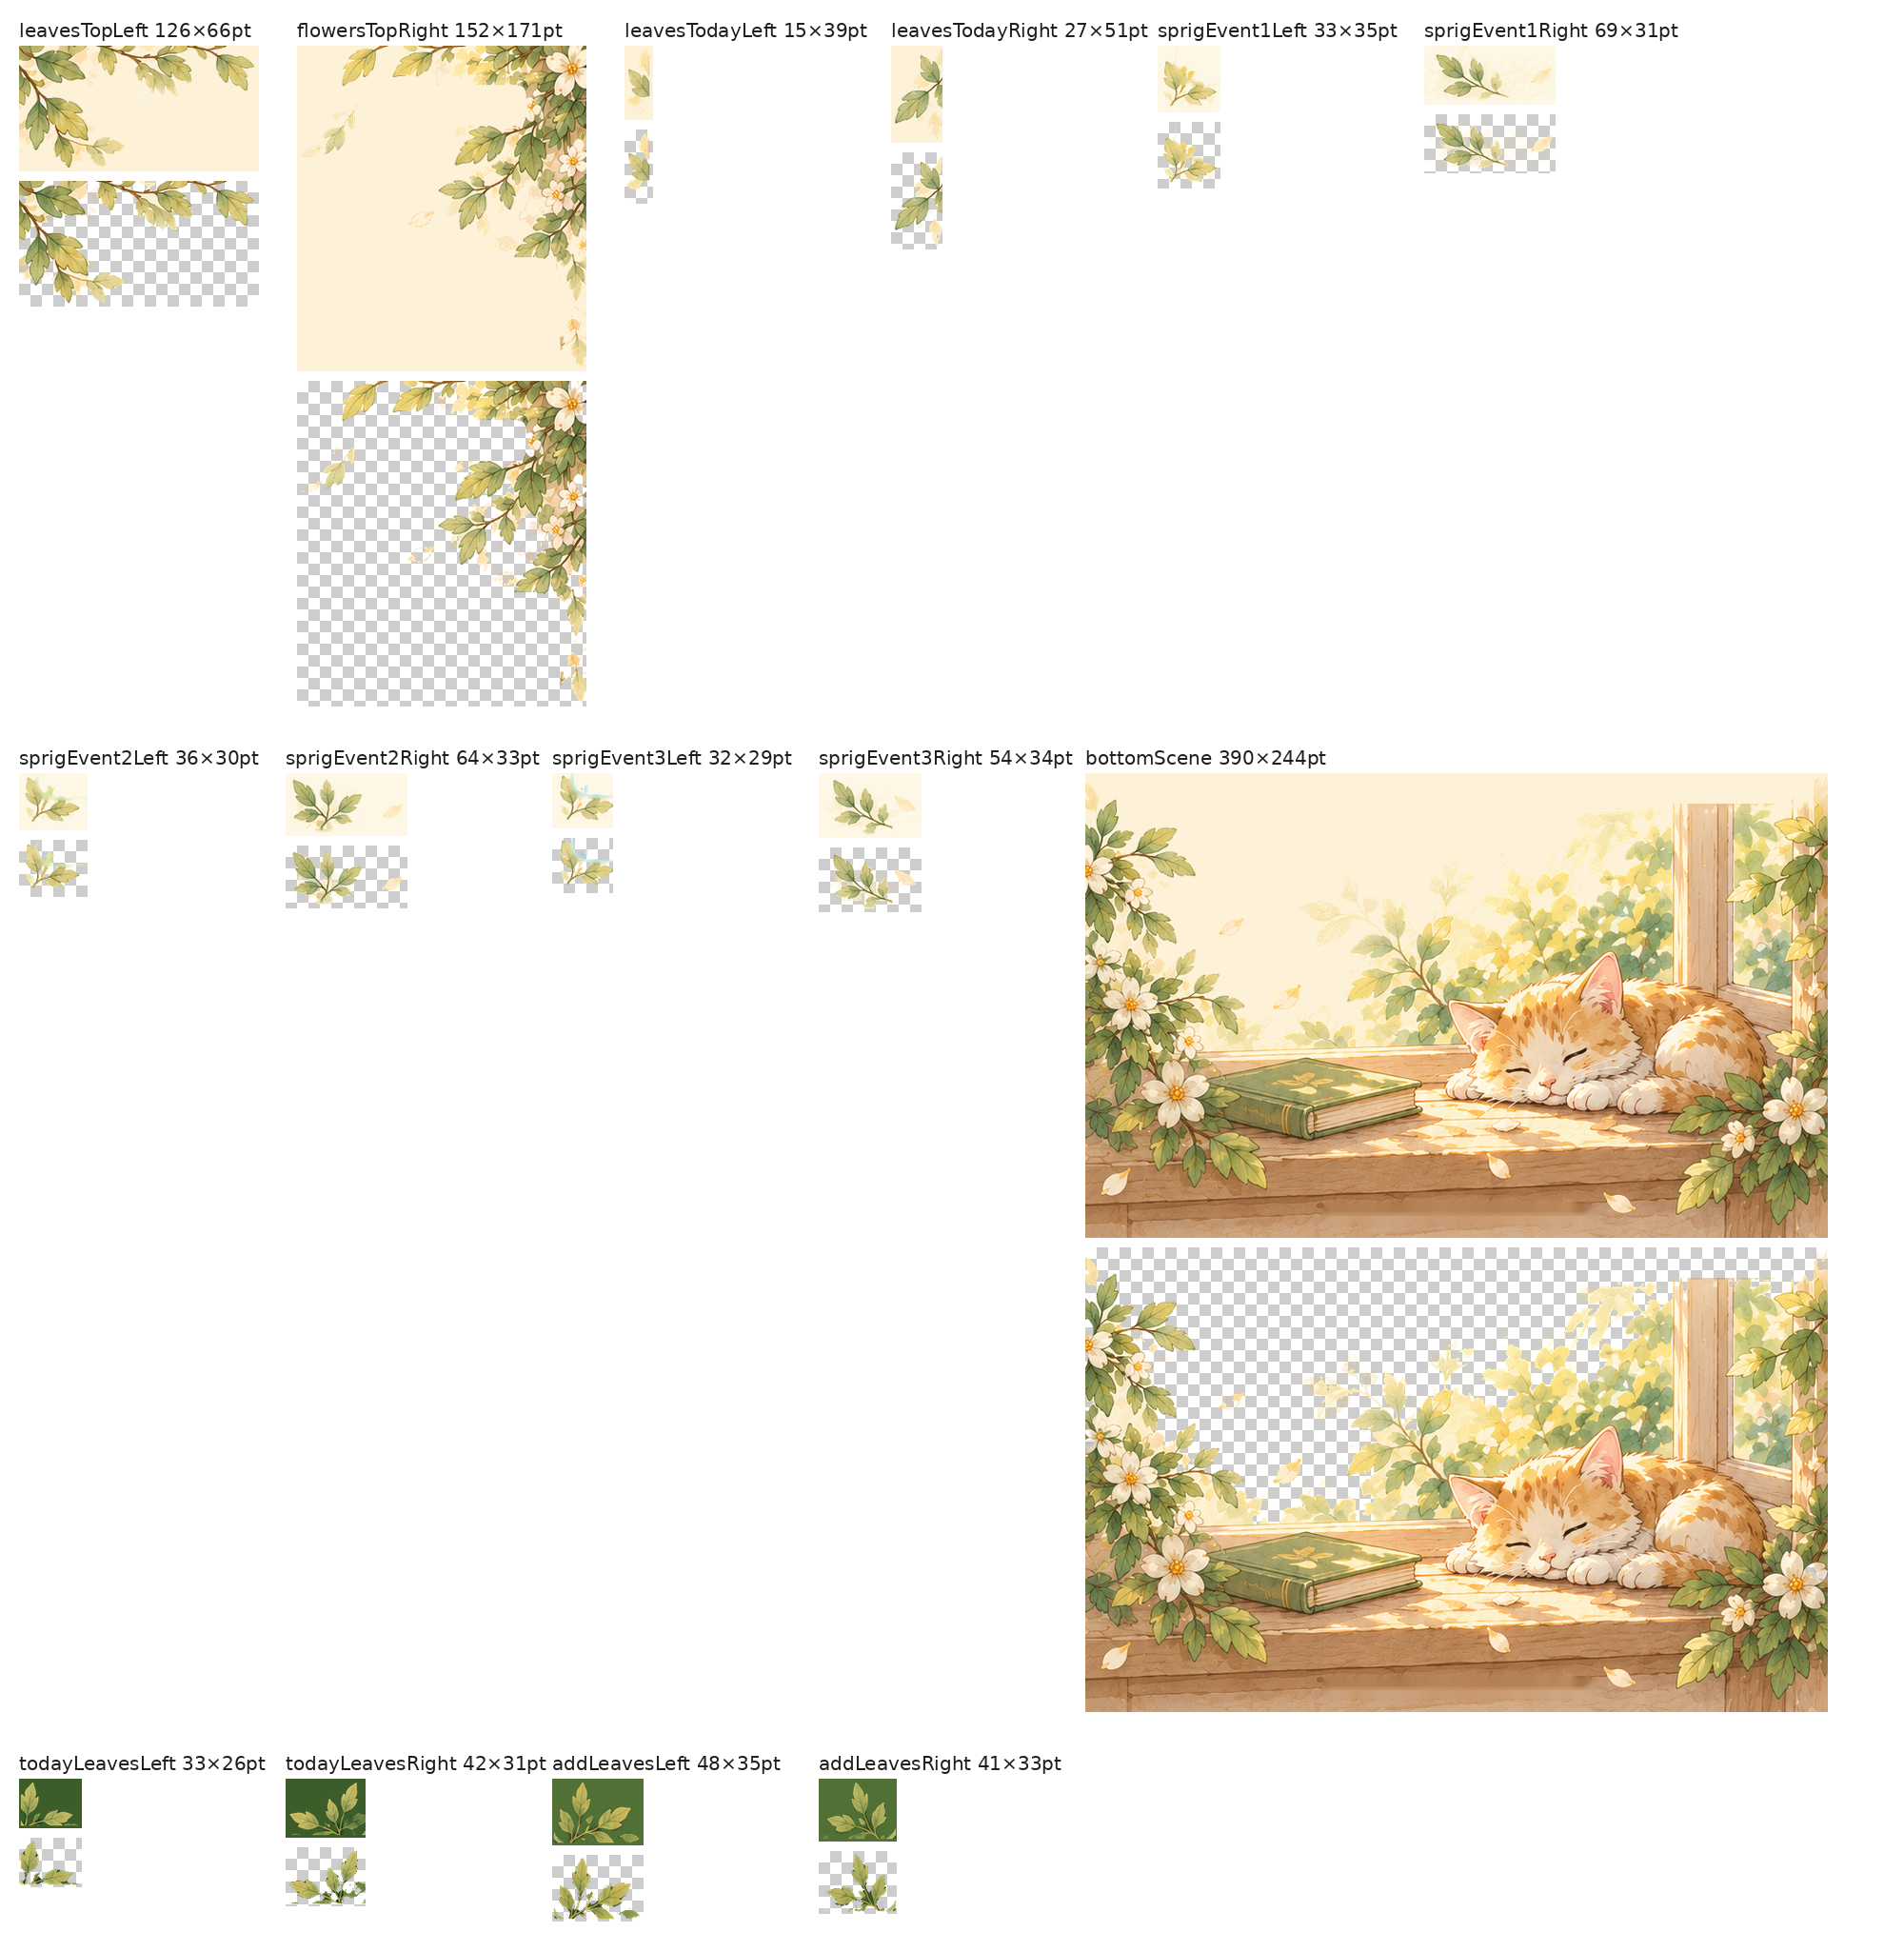 leavesTopLeft 126×66pt
flowersTopRight 152×171pt
leavesTodayLeft 15×39pt
leavesTodayRight 27×51pt
sprigEvent1Left 33×35pt
sprigEvent1Right 69×31pt
sprigEvent2Left 36×30pt
sprigEvent2Right 64×33pt
sprigEvent3Left 32×29pt
sprigEvent3Right 54×34pt
bottomScene 390×244pt
todayLeavesLeft 33×26pt
todayLeavesRight 42×31pt
addLeavesLeft 48×35pt
addLeavesRight 41×33pt